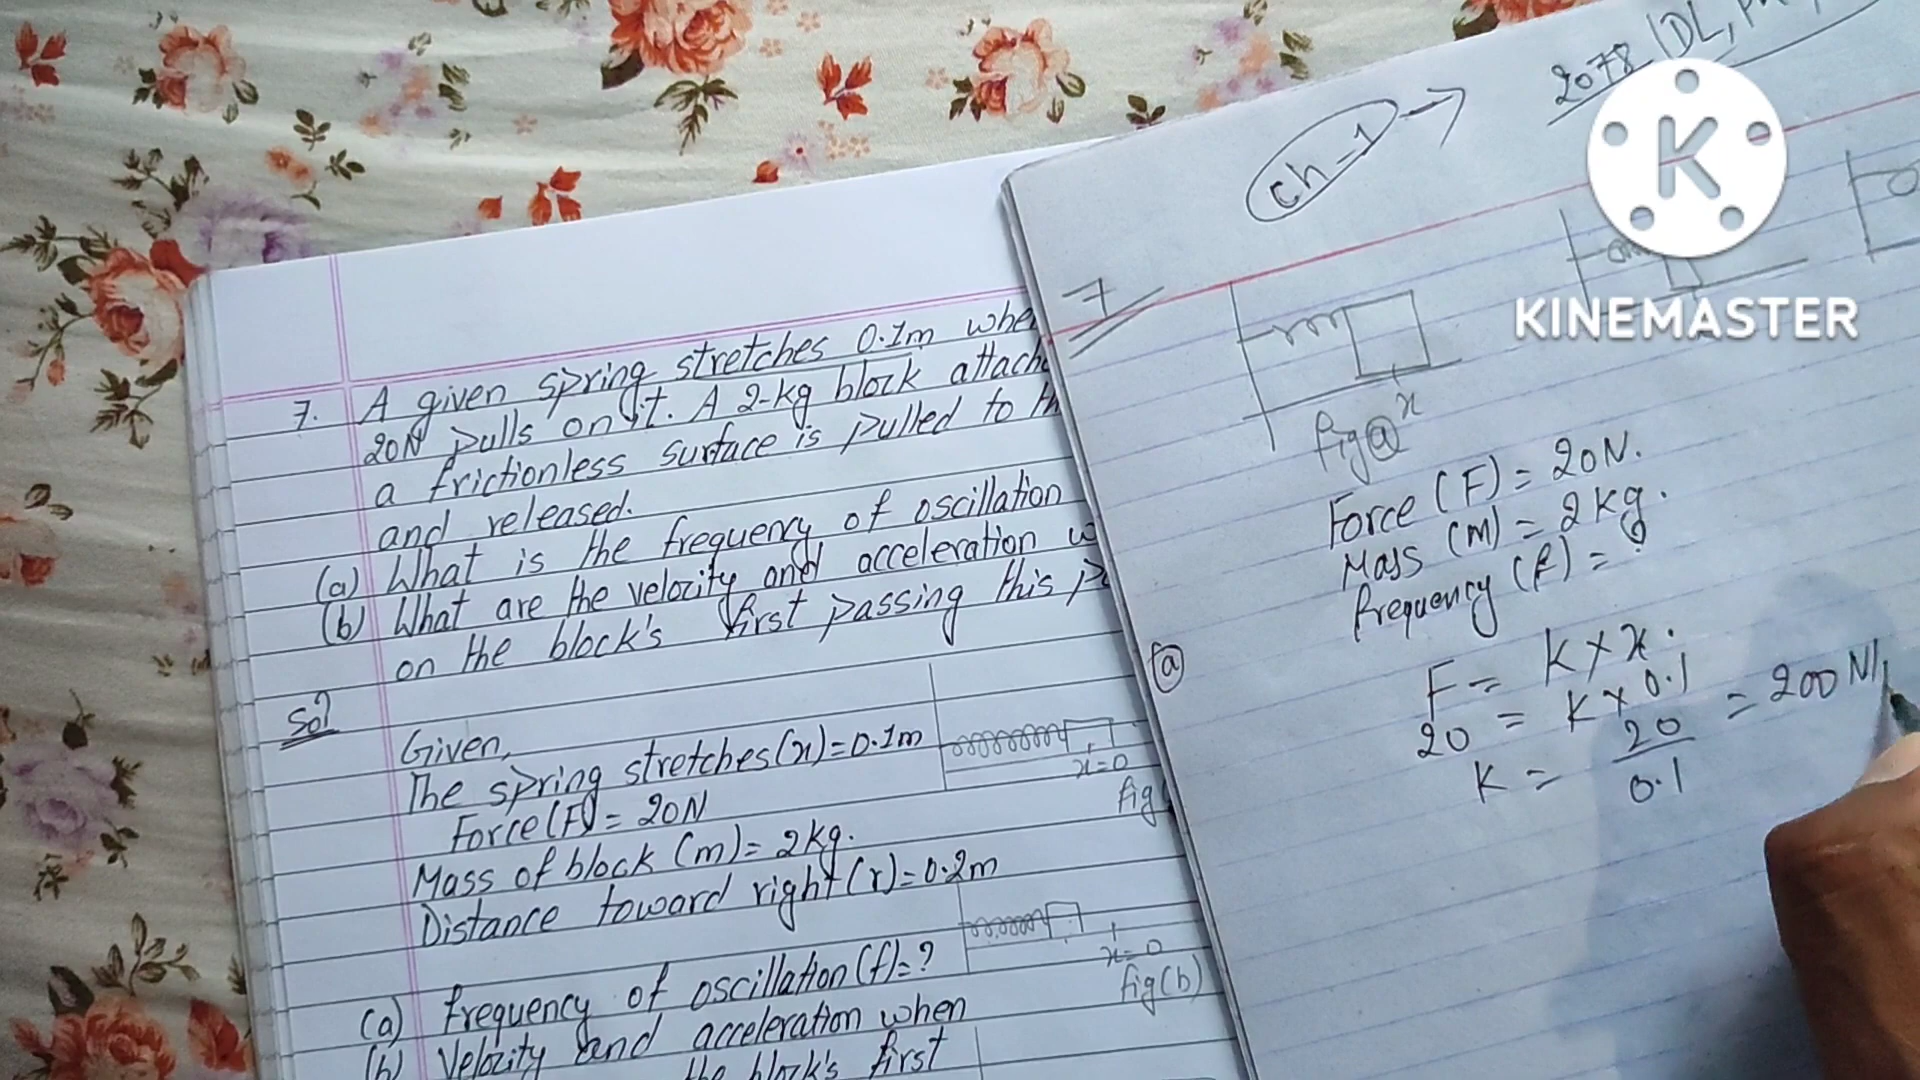 7. A given spring stretches 0.1m when
20N pulls on it. A 2-kg block attach
a frictionless surface is pulled to th
and released.
(a) What is the frequency of oscillation
(b) What are the velocity and acceleration w
on the block's first passing this p
Sol
Given,
The spring stretches (x) = 0.1m
Force (F) = 20N
Mass of block (m) = 2kg.
Distance toward right (r) = 0.2m
(a) frequency of oscillation (f) = ?
(b) Velocity and acceleration when
the block's first
x=0
fig
x=0
fig(b)
Ch-1 →
2078 IDL,
KINEMASTER
7
x
fig(a)
Force (F) = 20N.
Mass (m) = 2kg.
frequency (f) = ?
(a)
F = K × x.
20 = K × 0.1
K = 20/0.1 = 200 N/